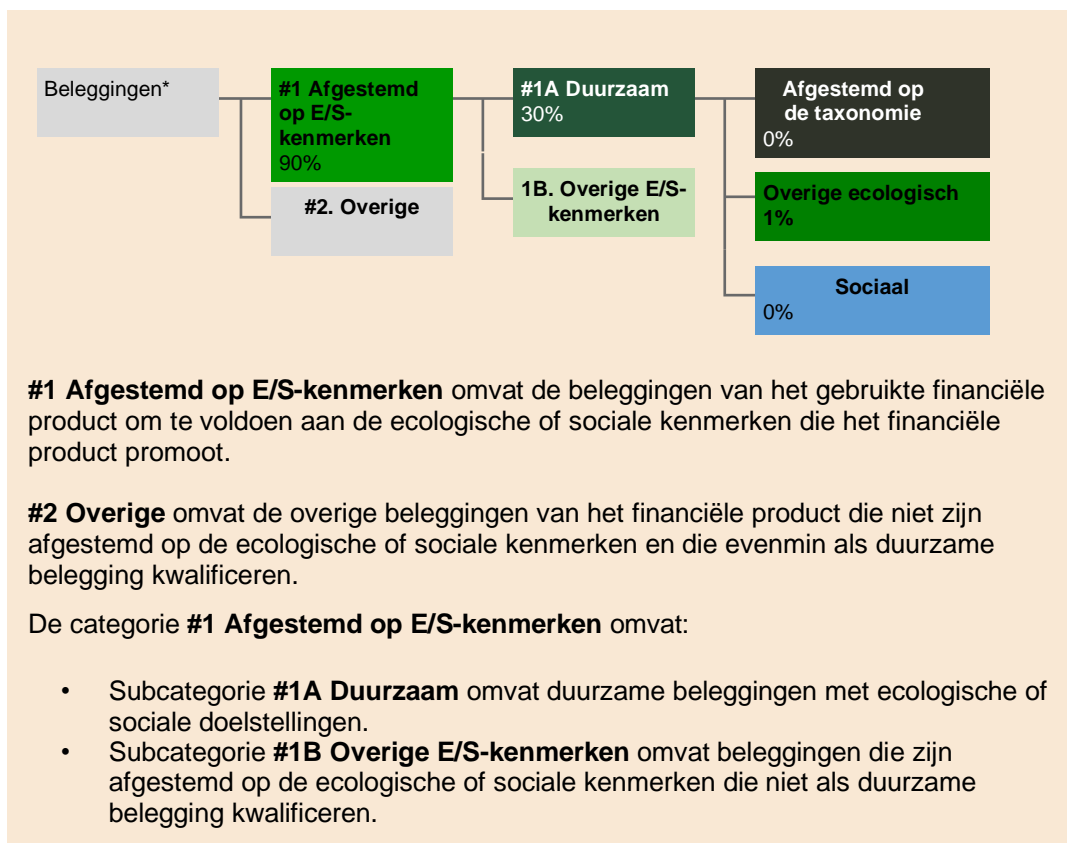 Beleggingen*
#1 Afgestemd
op E/S-
kenmerken
90%
#2. Overige
#1A Duurzaam
30%
1B. Overige E/S-
kenmerken
Afgestemd op
de taxonomie
0%
Overige ecologisch
1%
Sociaal
0%
#1 Afgestemd op E/S-kenmerken omvat de beleggingen van het gebruikte financiële
product om te voldoen aan de ecologische of sociale kenmerken die het financiële
product promoot.
#2 Overige omvat de overige beleggingen van het financiële product die niet zijn
afgestemd op de ecologische of sociale kenmerken en die evenmin als duurzame
belegging kwalificeren.
De categorie #1 Afgestemd op E/S-kenmerken omvat:
• Subcategorie #1A Duurzaam omvat duurzame beleggingen met ecologische of
sociale doelstellingen.
• Subcategorie #1B Overige E/S-kenmerken omvat beleggingen die zijn
afgestemd op de ecologische of sociale kenmerken die niet als duurzame
belegging kwalificeren.